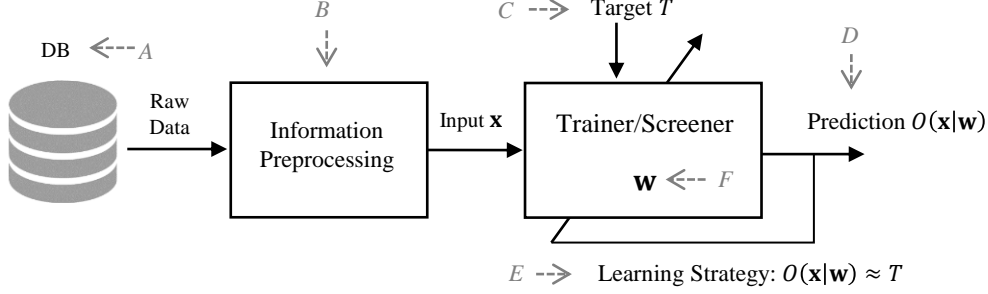 B
C
Target T
DB
A
D
Raw
Data
Information
Preprocessing
Input x
Trainer/Screener
w
F
Prediction O(x|w)
E
Learning Strategy: O(x|w) ≈ T